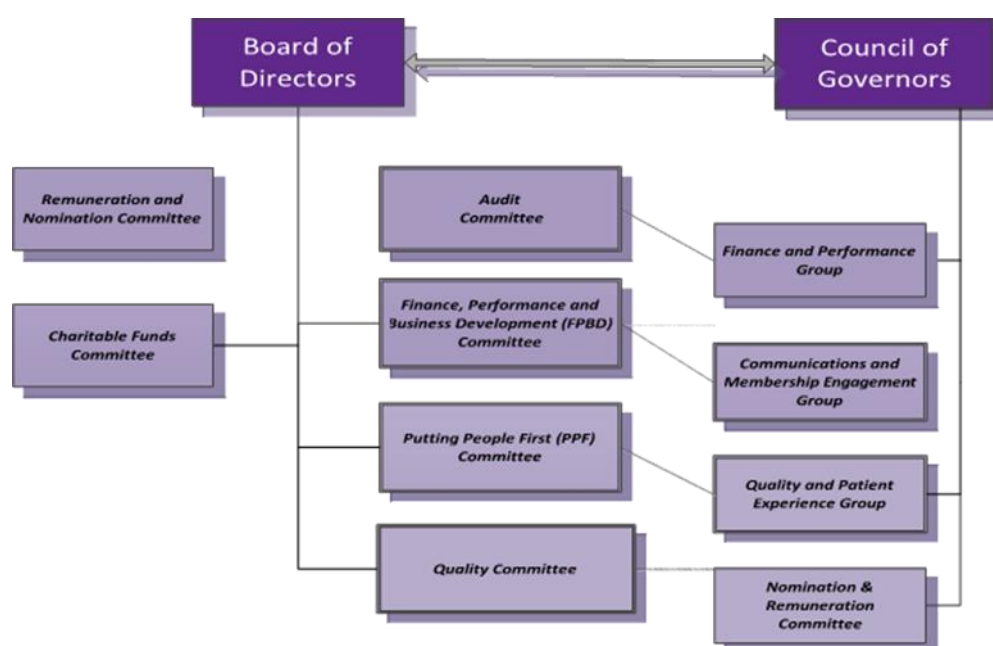 Board of
Directors
Council of
Governors
Remuneration and
Nomination Committee
Audit
Committee
Finance and Performance
Group
Charitable Funds
Committee
Finance, Performance and
Business Development (FPBD)
Committee
Communications and
Membership Engagement
Group
Putting People First (PPF)
Committee
Quality and Patient
Experience Group
Quality Committee
Nomination &
Remuneration
Committee